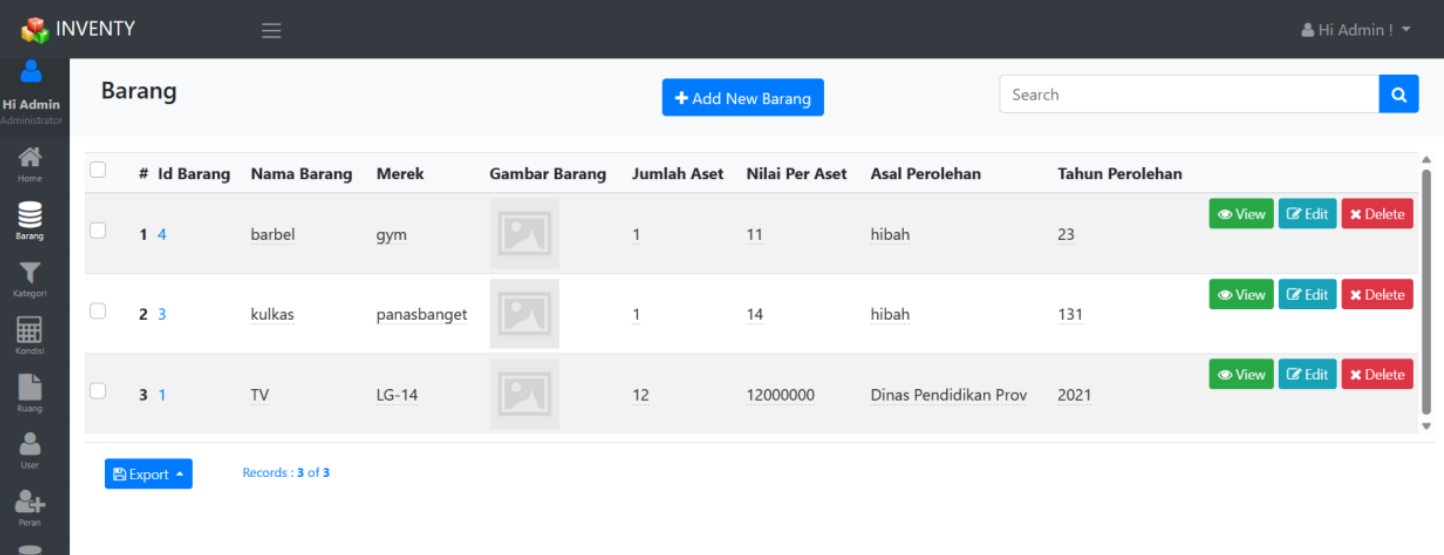 INVENTY
Hi Admin !
Hi Admin
Administrator
Barang
Add New Barang
Search
Home
Barang
Kategori
Kondisi
Ruang
User
Peran
# Id Barang Nama Barang Merek Gambar Barang Jumlah Aset Nilai Per Aset Asal Perolehan Tahun Perolehan
1 4 barbel gym 1 11 hibah 23 View Edit Delete
2 3 kulkas panasbanget 1 14 hibah 131 View Edit Delete
3 1 TV LG-14 12 12000000 Dinas Pendidikan Prov 2021 View Edit Delete
Export Records : 3 of 3